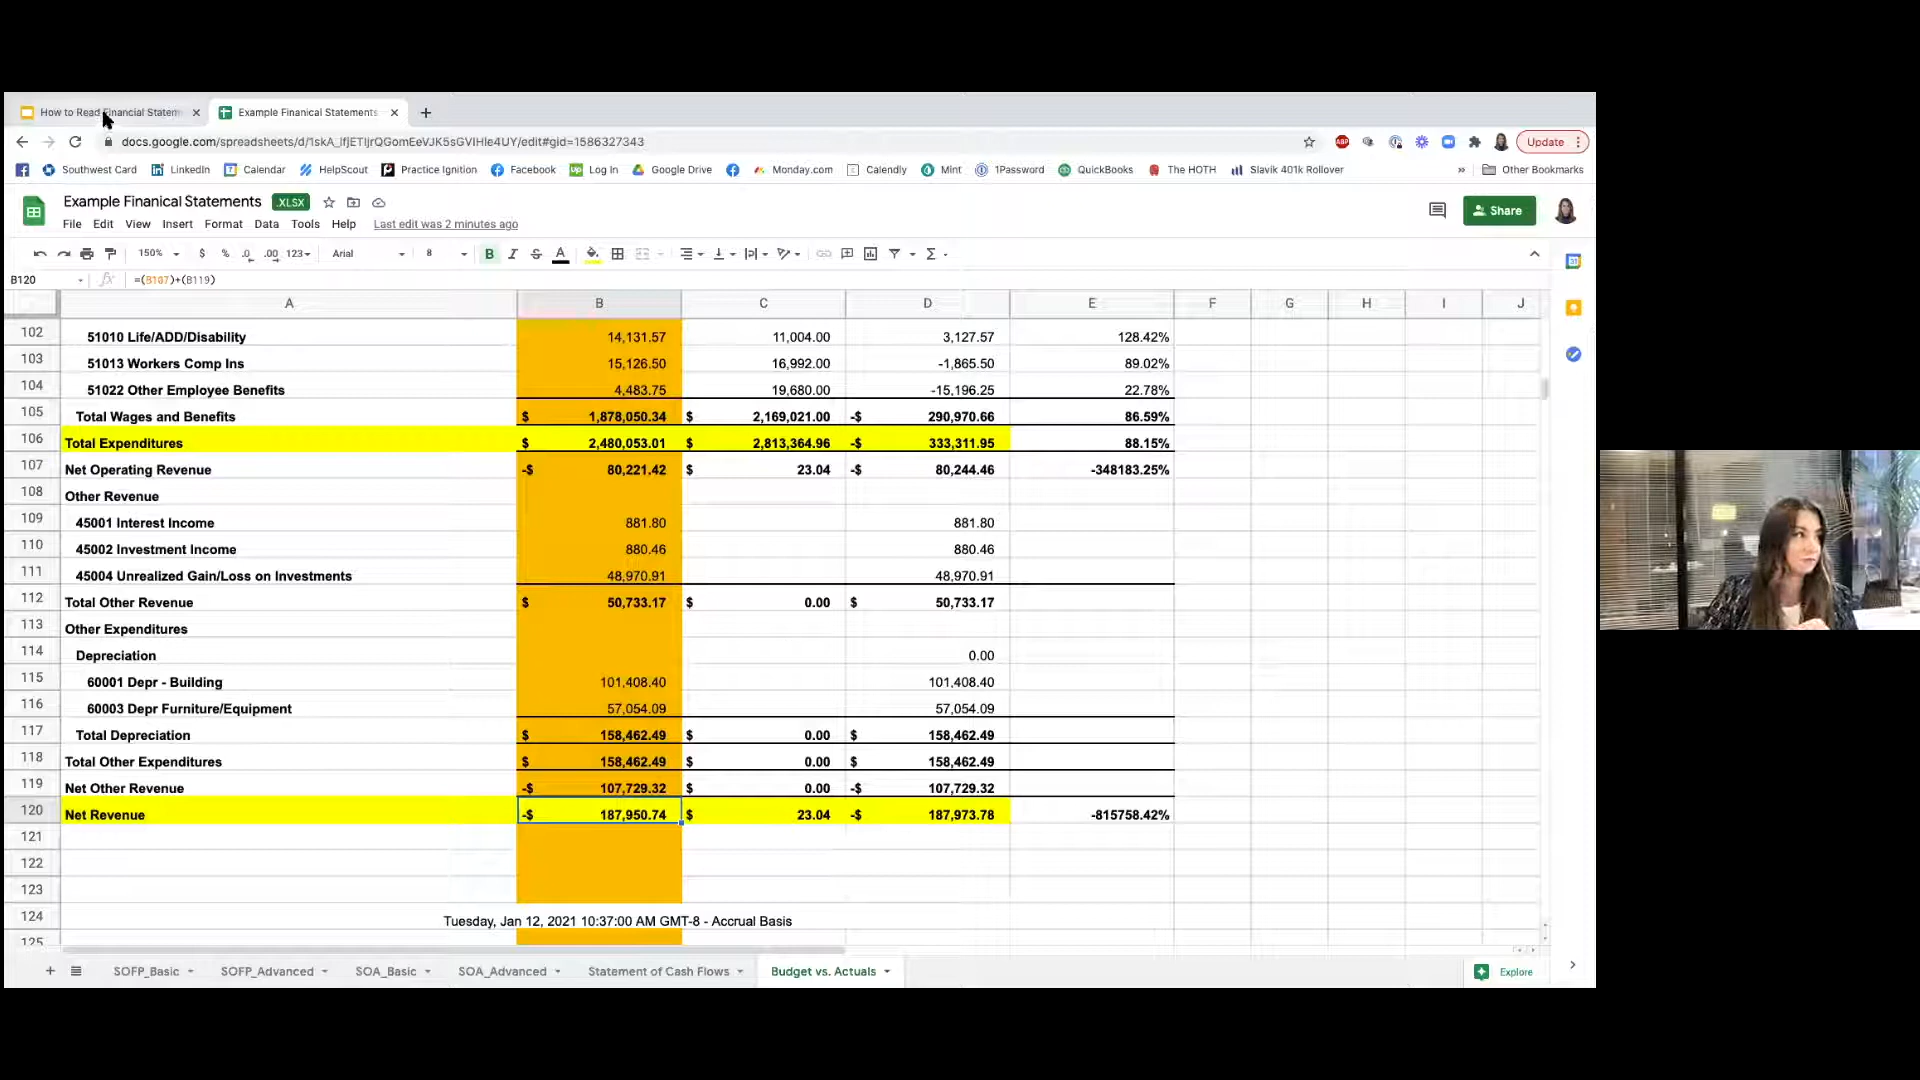 How to Read Financial Statem
Example Finanical Statements
docs.google.com/spreadsheets/d/1skA_lfjETIjrQGomEeVJK5sGVIHIe4UY/edit#gid=1586327343
Update
Southwest Card LinkedIn Calendar HelpScout Practice Ignition Facebook Log In Google Drive Monday.com Calendly Mint 1Password QuickBooks The HOTH Slavik 401k Rollover » Other Bookmarks
Example Finanical Statements .XLSX
Share
File Edit View Insert Format Data Tools Help Last edit was 2 minutes ago
150% $ % .0 .00 123 Arial 8 B I S A Σ
B120 fx =(B107)+(B119)
A B C D E F G H I J
102 51010 Life/ADD/Disability 14,131.57 11,004.00 3,127.57 128.42%
103 51013 Workers Comp Ins 15,126.50 16,992.00 -1,865.50 89.02%
104 51022 Other Employee Benefits 4,483.75 19,680.00 -15,196.25 22.78%
105 Total Wages and Benefits $ 1,878,050.34 $ 2,169,021.00 -$ 290,970.66 86.59%
106 Total Expenditures $ 2,480,053.01 $ 2,813,364.96 -$ 333,311.95 88.15%
107 Net Operating Revenue -$ 80,221.42 $ 23.04 -$ 80,244.46 -348183.25%
108 Other Revenue
109 45001 Interest Income 881.80 881.80
110 45002 Investment Income 880.46 880.46
111 45004 Unrealized Gain/Loss on Investments 48,970.91 48,970.91
112 Total Other Revenue $ 50,733.17 $ 0.00 $ 50,733.17
113 Other Expenditures
114 Depreciation 0.00
115 60001 Depr - Building 101,408.40 101,408.40
116 60003 Depr Furniture/Equipment 57,054.09 57,054.09
117 Total Depreciation $ 158,462.49 $ 0.00 $ 158,462.49
118 Total Other Expenditures $ 158,462.49 $ 0.00 $ 158,462.49
119 Net Other Revenue -$ 107,729.32 $ 0.00 -$ 107,729.32
120 Net Revenue -$ 187,950.74 $ 23.04 -$ 187,973.78 -815758.42%
121
122
123
124 Tuesday, Jan 12, 2021 10:37:00 AM GMT-8 - Accrual Basis
125
SOFP_Basic SOFP_Advanced SOA_Basic SOA_Advanced Statement of Cash Flows Budget vs. Actuals Explore